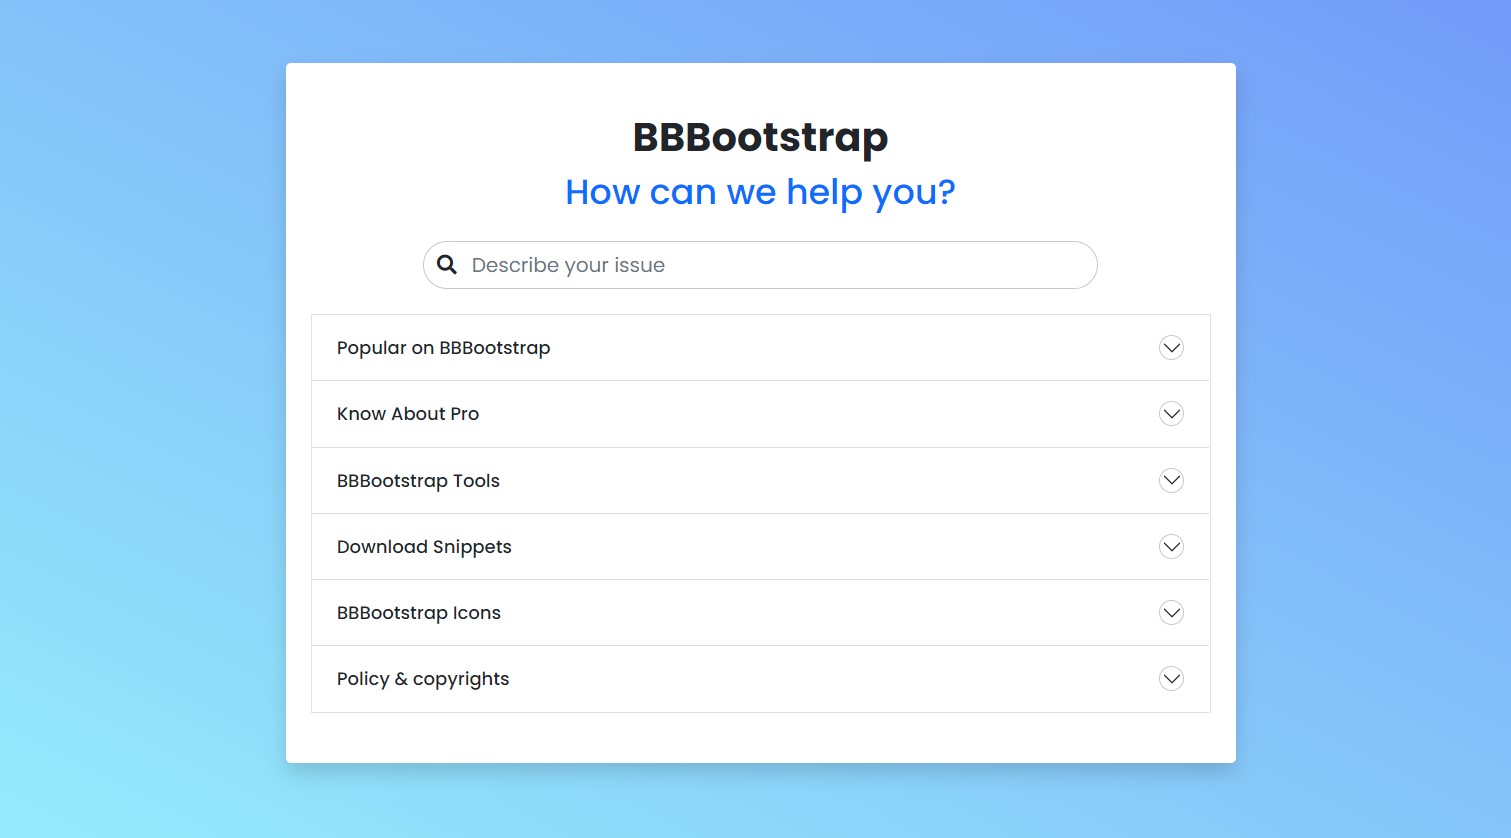 BBBootstrap
How can we help you?
Describe your issue
Popular on BBBootstrap
Know About Pro
BBBootstrap Tools
Download Snippets
BBBootstrap Icons
Policy & copyrights